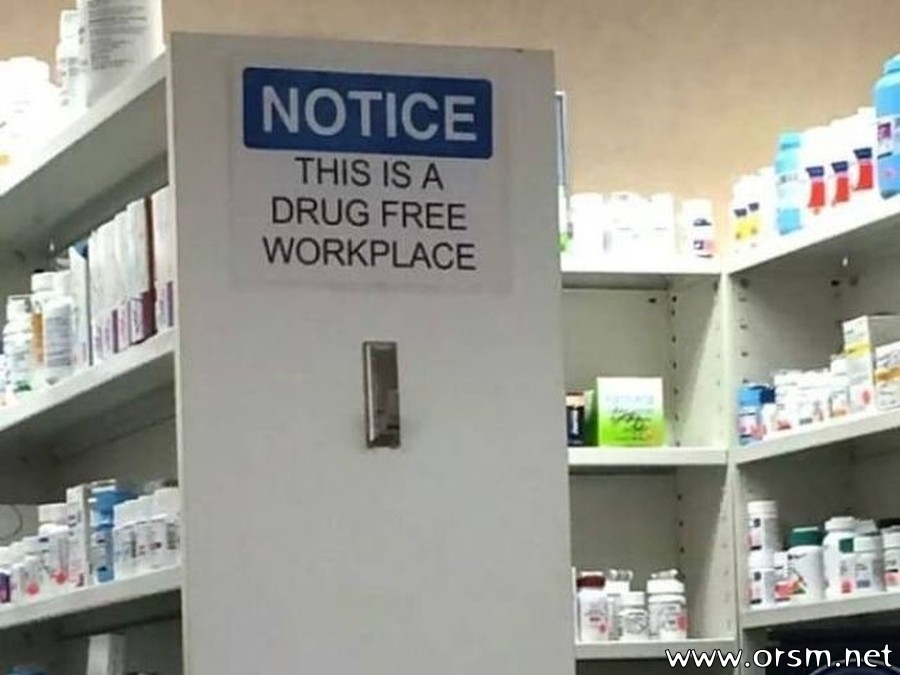 NOTICE
THIS IS A
DRUG FREE
WORKPLACE
www.orsm.net